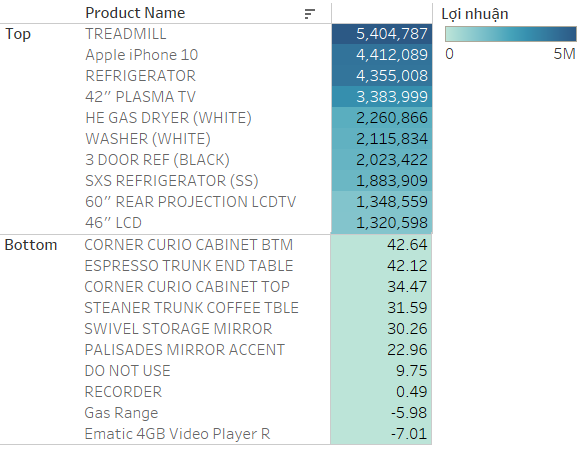 Product Name
Lợi nhuận
0 5M
Top TREADMILL 5,404,787
Apple iPhone 10 4,412,089
REFRIGERATOR 4,355,008
42” PLASMA TV 3,383,999
HE GAS DRYER (WHITE) 2,260,866
WASHER (WHITE) 2,115,834
3 DOOR REF (BLACK) 2,023,422
SXS REFRIGERATOR (SS) 1,883,909
60” REAR PROJECTION LCDTV 1,348,559
46” LCD 1,320,598
Bottom CORNER CURIO CABINET BTM 42.64
ESPRESSO TRUNK END TABLE 42.12
CORNER CURIO CABINET TOP 34.47
STEANER TRUNK COFFEE TBLE 31.59
SWIVEL STORAGE MIRROR 30.26
PALISADES MIRROR ACCENT 22.96
DO NOT USE 9.75
RECORDER 0.49
Gas Range -5.98
Ematic 4GB Video Player R -7.01